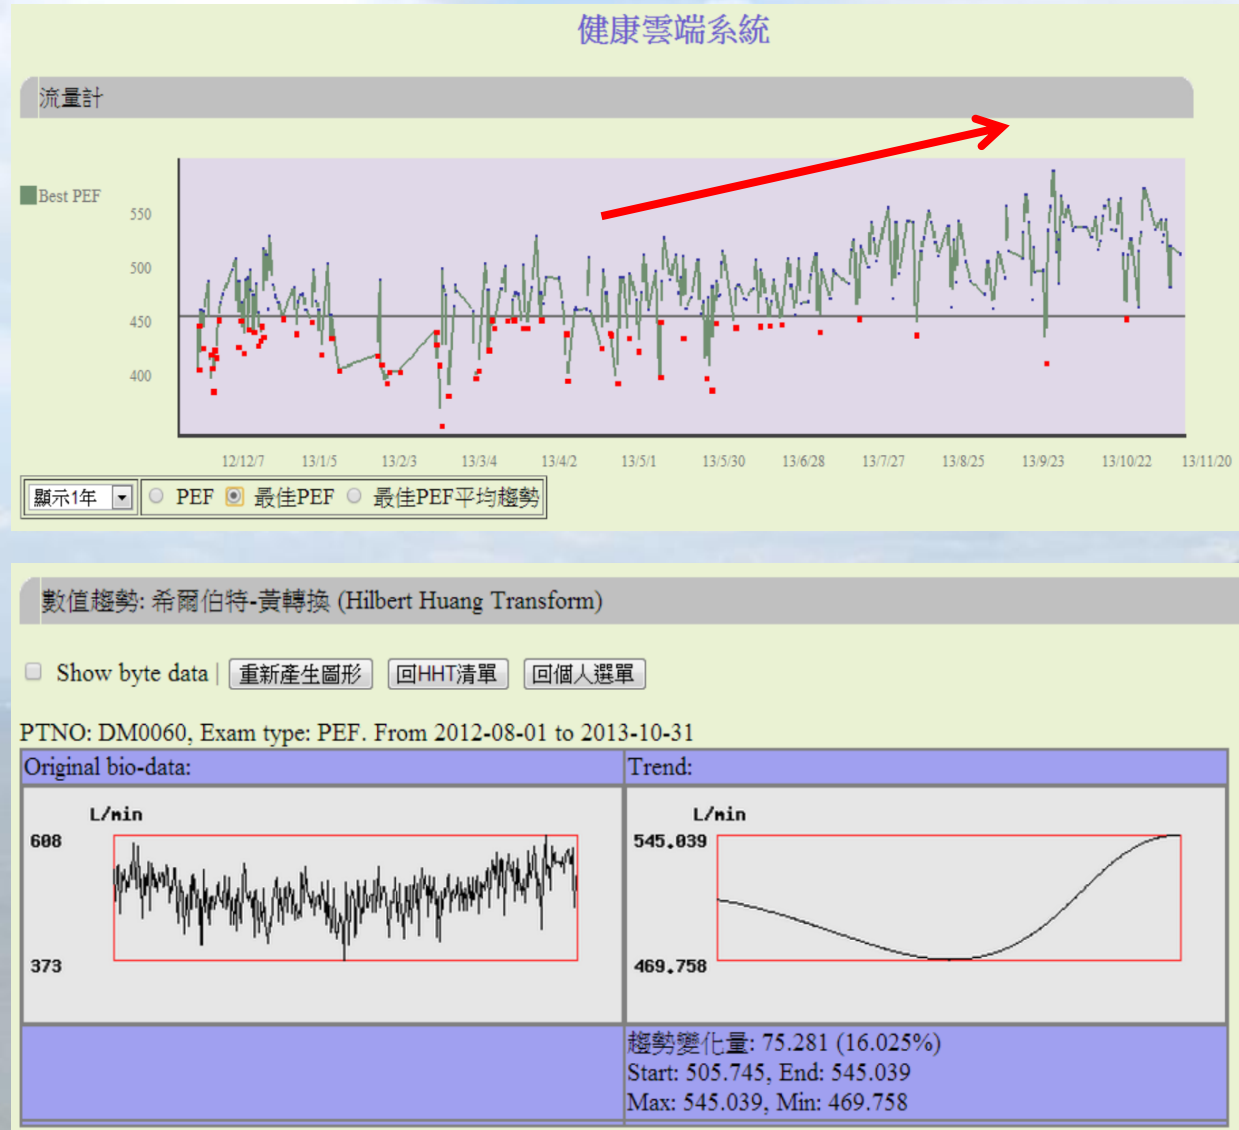 健康雲端系統
流量計
Best PEF
550
500
450
400
12/12/7 13/1/5 13/2/3 13/3/4 13/4/2 13/5/1 13/5/30 13/6/28 13/7/27 13/8/25 13/9/23 13/10/22 13/11/20
顯示1年 PEF 最佳PEF 最佳PEF平均趨勢
數值趨勢: 希爾伯特-黃轉換 (Hilbert Huang Transform)
Show byte data | 重新產生圖形 回HHT清單 回個人選單
PTNO: DM0060, Exam type: PEF. From 2012-08-01 to 2013-10-31
Original bio-data: Trend:
L/min L/min
608 545.039
373 469.758
趨勢變化量: 75.281 (16.025%)
Start: 505.745, End: 545.039
Max: 545.039, Min: 469.758